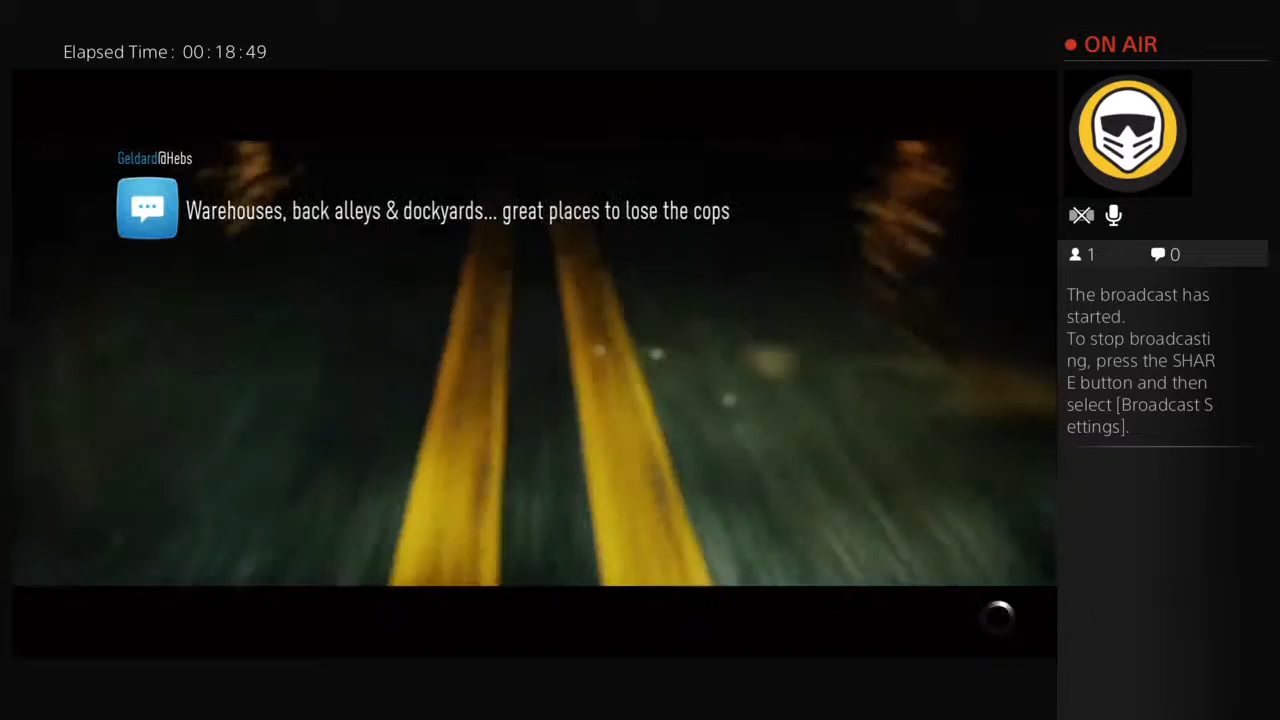 Elapsed Time: 00:18:49
ON AIR
Geldard@Hebs
Warehouses, back alleys & dockyards... great places to lose the cops
1
0
The broadcast has
started.
To stop broadcasti
ng, press the SHAR
E button and then
select [Broadcast S
ettings].